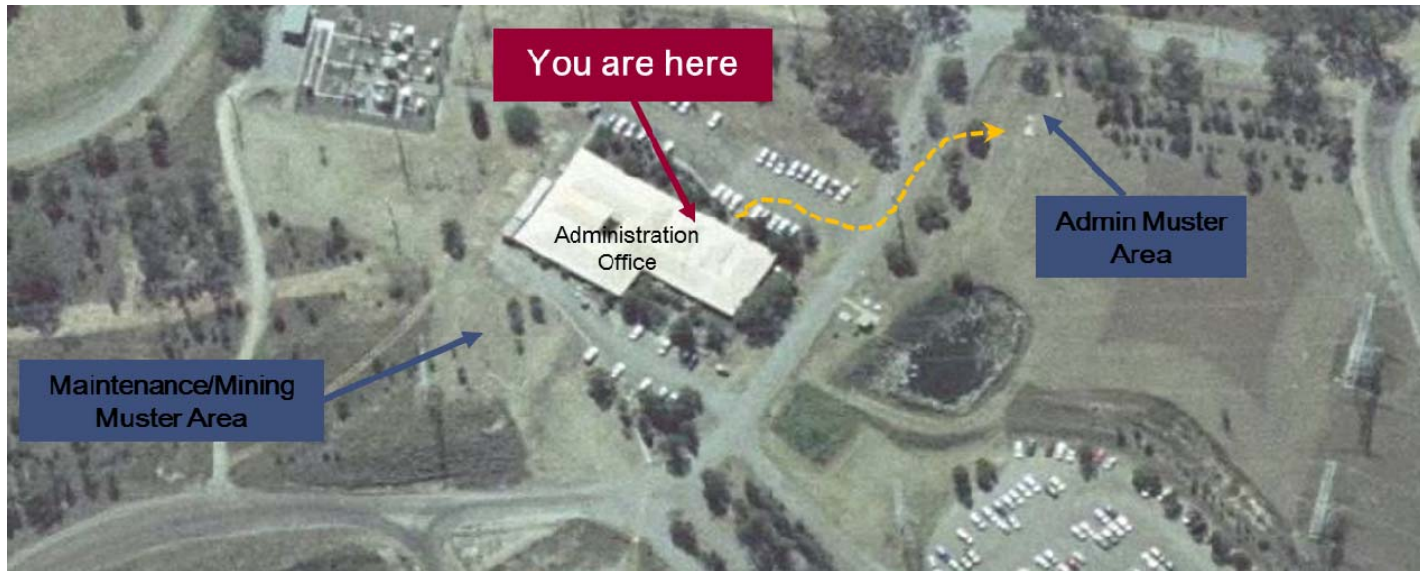 You are here
Administration
Office
Admin Muster
Area
Maintenance/Mining
Muster Area